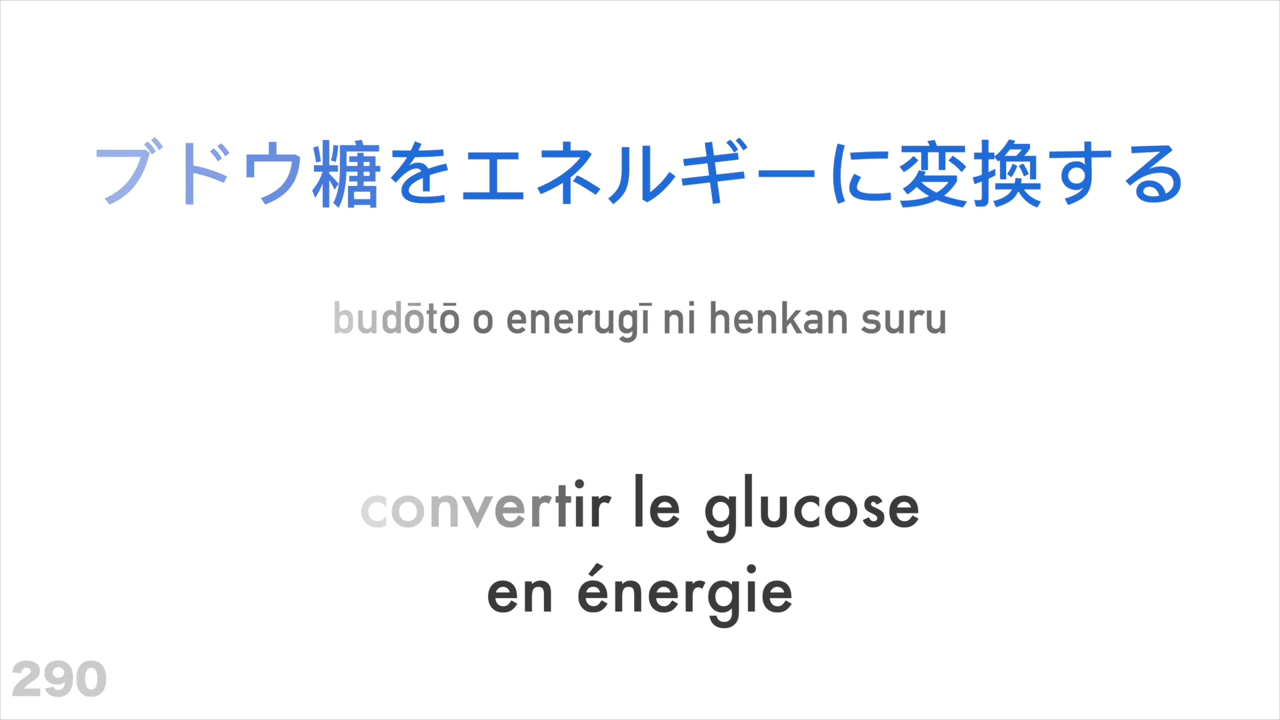 ブドウ糖をエネルギーに変換する
budōtō o enerugī ni henkan suru
convertir le glucose
en énergie
290